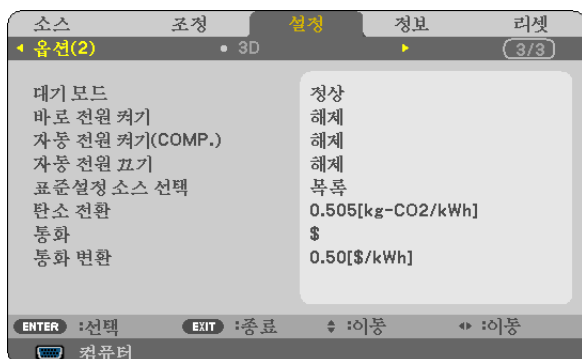 소스 조정 설정 정보 리셋
옵션(2) 3D 3/3
대기 모드 정상
바로 전원 켜기 해제
자동 전원 켜기(COMP.) 해제
자동 전원 끄기 해제
표준설정 소스 선택 목록
탄소 전환 0.505[kg-CO2/kWh]
통화 $
통화 변환 0.50[$/kWh]
ENTER :선택 EXIT :종료 :이동 :이동
컴퓨터